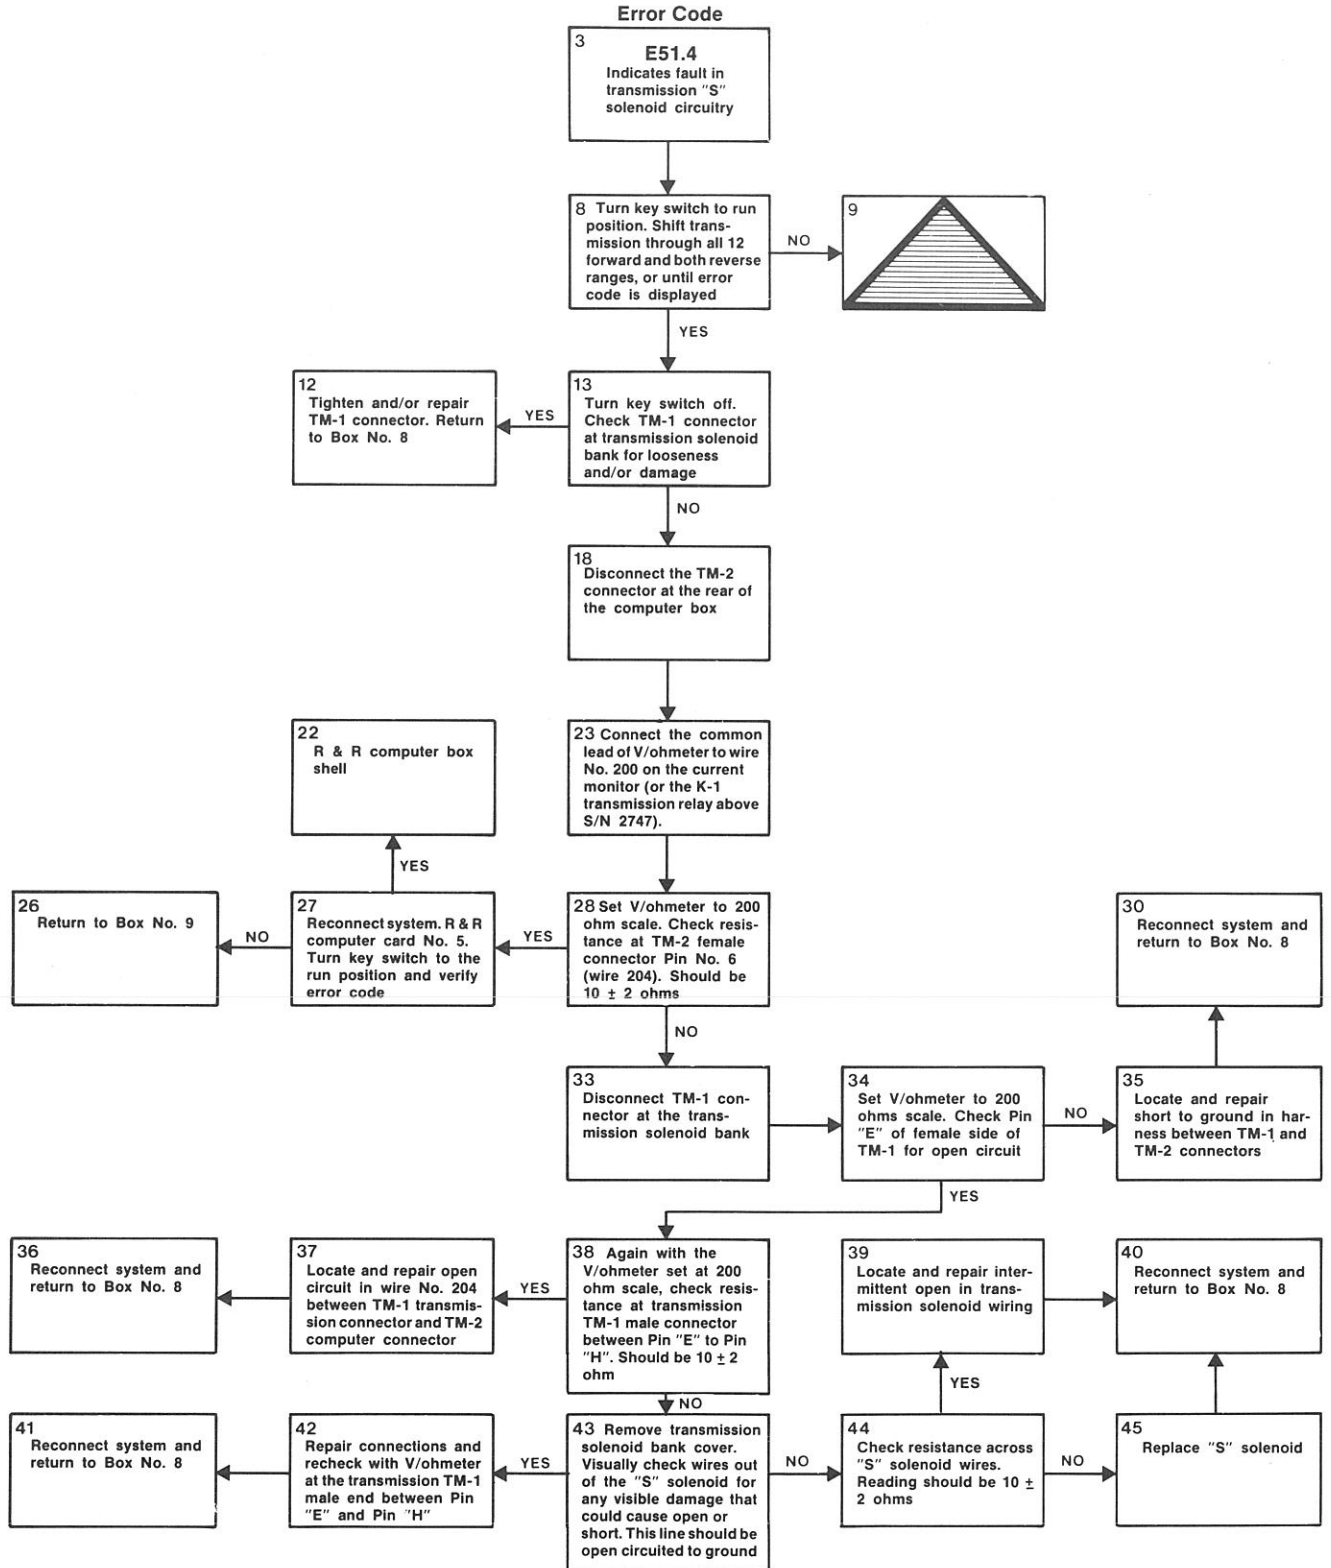 Error Code
3
E51.4
Indicates fault in
transmission "S"
solenoid circuitry
8 Turn key switch to run
position. Shift trans-
mission through all 12
forward and both reverse
ranges, or until error
code is displayed
NO
9
YES
12
Tighten and/or repair
TM-1 connector. Return
to Box No. 8
YES
13
Turn key switch off.
Check TM-1 connector
at transmission solenoid
bank for looseness
and/or damage
NO
18
Disconnect the TM-2
connector at the rear of
the computer box
22
R & R computer box
shell
23 Connect the common
lead of V/ohmeter to wire
No. 200 on the current
monitor (or the K-1
transmission relay above
S/N 2747).
YES
26
Return to Box No. 9
NO
27
Reconnect system. R & R
computer card No. 5.
Turn key switch to the
run position and verify
error code
YES
28 Set V/ohmeter to 200
ohm scale. Check resis-
tance at TM-2 female
connector Pin No. 6
(wire 204). Should be
10 ± 2 ohms
30
Reconnect system and
return to Box No. 8
NO
33
Disconnect TM-1 con-
nector at the trans-
mission solenoid bank
34
Set V/ohmeter to 200
ohms scale. Check Pin
"E" of female side of
TM-1 for open circuit
NO
35
Locate and repair
short to ground in har-
ness between TM-1 and
TM-2 connectors
YES
36
Reconnect system and
return to Box No. 8
37
Locate and repair open
circuit in wire No. 204
between TM-1 transmis-
sion connector and TM-2
computer connector
YES
38 Again with the
V/ohmeter set at 200
ohm scale, check resis-
tance at transmission
TM-1 male connector
between Pin "E" to Pin
"H". Should be 10 ± 2
ohm
39
Locate and repair inter-
mittent open in trans-
mission solenoid wiring
40
Reconnect system and
return to Box No. 8
NO
YES
41
Reconnect system and
return to Box No. 8
42
Repair connections and
recheck with V/ohmeter
at the transmission TM-1
male end between Pin
"E" and Pin "H"
YES
43 Remove transmission
solenoid bank cover.
Visually check wires out
of the "S" solenoid for
any visible damage that
could cause open or
short. This line should be
open circuited to ground
NO
44
Check resistance across
"S" solenoid wires.
Reading should be 10 ±
2 ohms
NO
45
Replace "S" solenoid